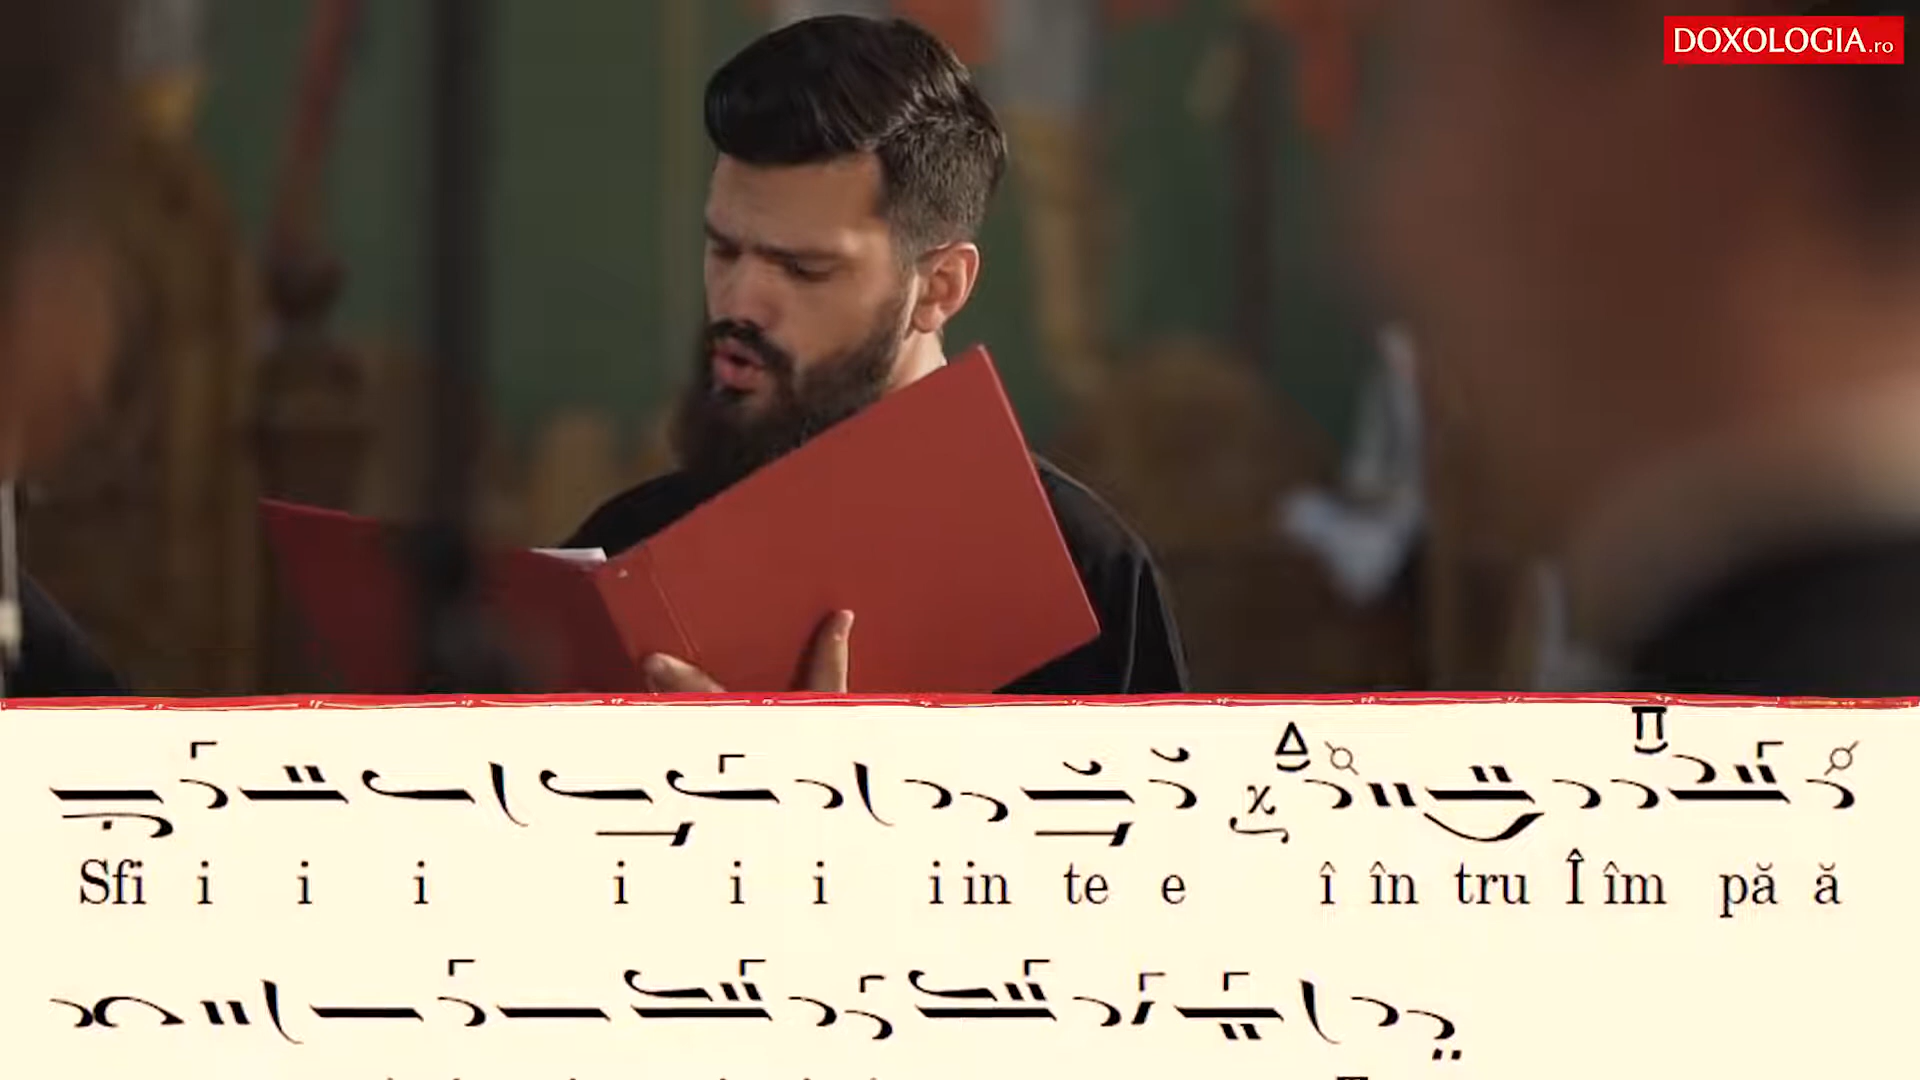 DOXOLOGIA.ro
Sfi i i i i i i i in te e î în tru Î îm pă ă